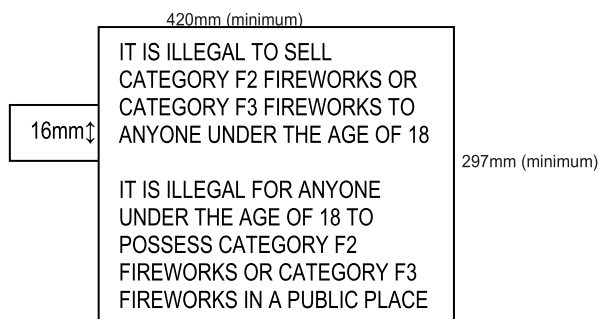 420mm (minimum)
IT IS ILLEGAL TO SELL
CATEGORY F2 FIREWORKS OR
CATEGORY F3 FIREWORKS TO
ANYONE UNDER THE AGE OF 18
16mm↕
297mm (minimum)
IT IS ILLEGAL FOR ANYONE
UNDER THE AGE OF 18 TO
POSSESS CATEGORY F2
FIREWORKS OR CATEGORY F3
FIREWORKS IN A PUBLIC PLACE